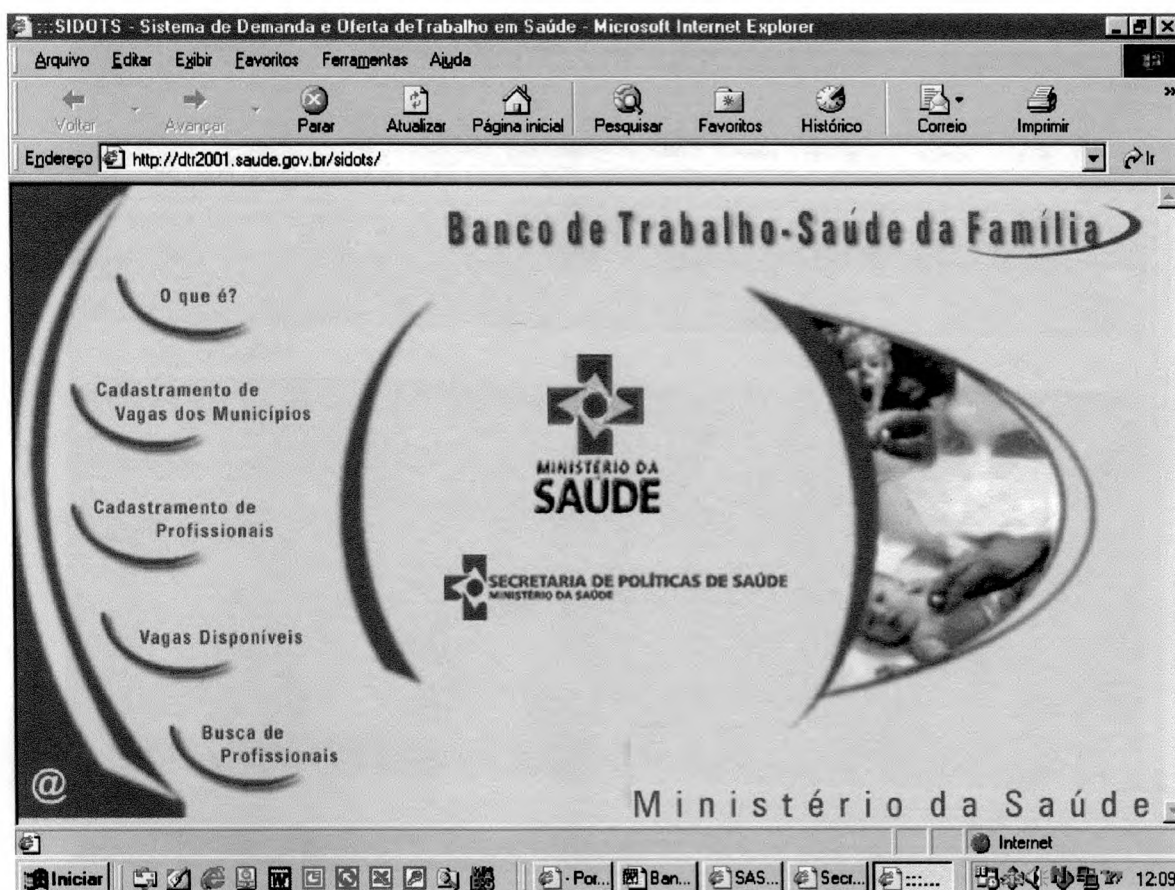 :::SIDOTS - Sistema de Demanda e Oferta deTrabalho em Saúde - Microsoft Internet Explorer
Arquivo Editar Exibir Favoritos Ferramentas Ajuda
Voltar Avançar Parar Atualizar Página inicial Pesquisar Favoritos Histórico Correio Imprimir »
Endereço http://dtr2001.saude.gov.br/sidots/ Ir
Banco de Trabalho-Saúde da Família
O que é?
Cadastramento de
Vagas dos Municípios
Cadastramento de
Profissionais
Vagas Disponíveis
Busca de
Profissionais
@
MINISTÉRIO DA
SAÚDE
SECRETARIA DE POLÍTICAS DE SAÚDE
MINISTÉRIO DA SAÚDE
Ministério da Saúde
Internet
Iniciar - Por... Ban... SAS... Secr... ::::... 12:05